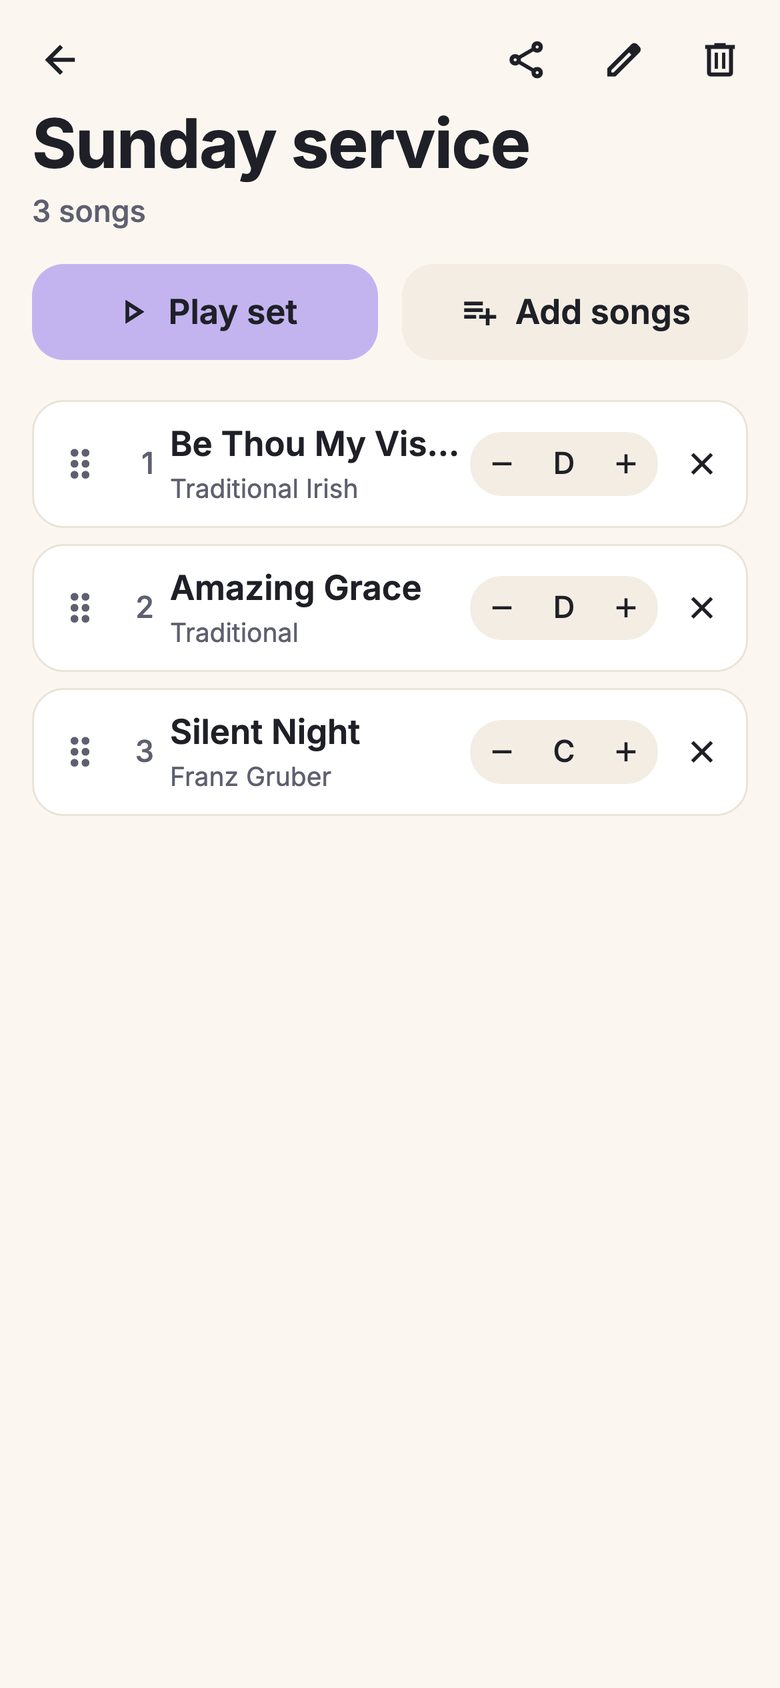 Sunday service
3 songs
Play set
Add songs
1
Be Thou My Vis...
Traditional Irish
− D +
2
Amazing Grace
Traditional
− D +
3
Silent Night
Franz Gruber
− C +